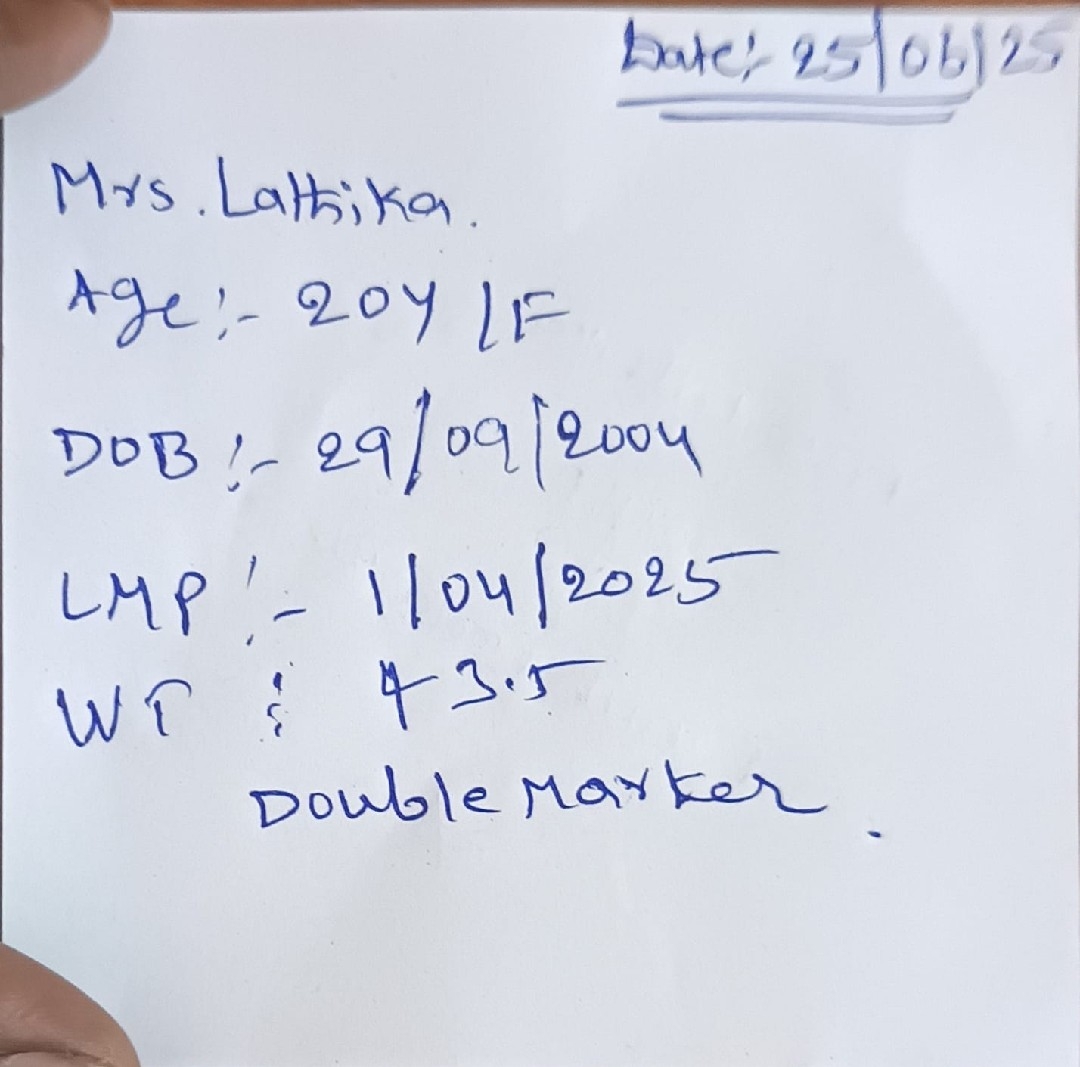 Date:- 25/06/25
Mrs. Lathika.
Age:- 20Y /F
DOB:- 29/09/2004
LMP:- 1/04/2025
WT : 43.5
Double Marker.